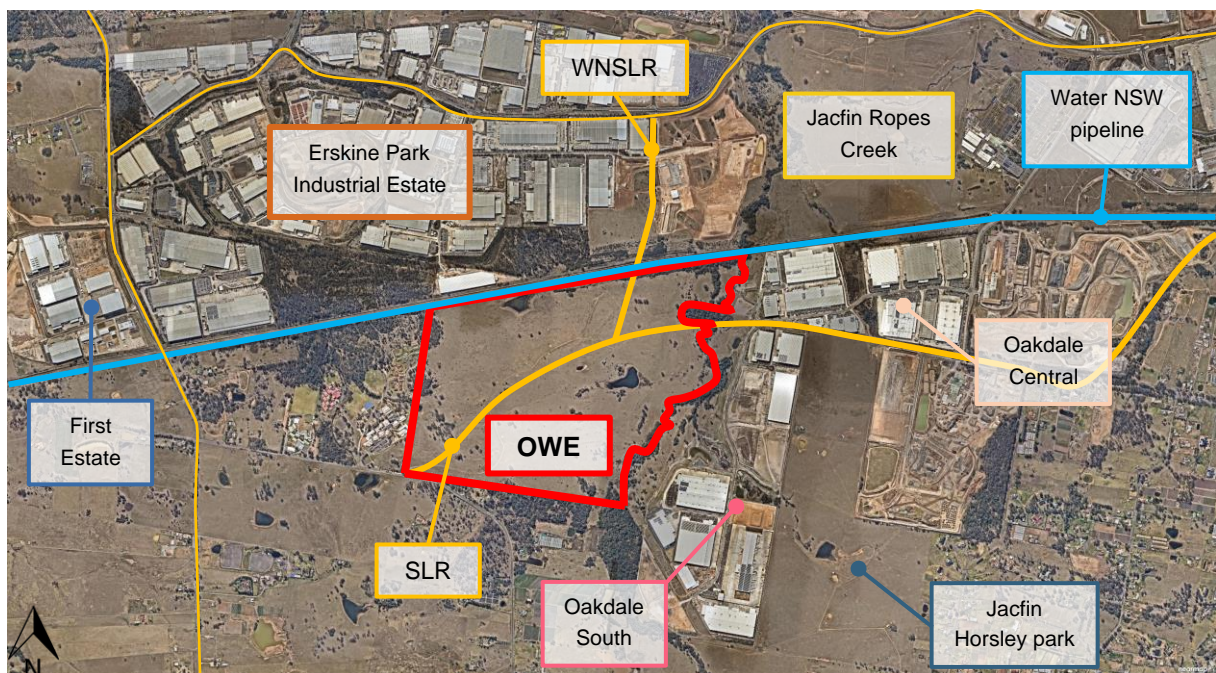 WNSLR
Water NSW
pipeline
Jacfin Ropes
Creek
Erskine Park
Industrial Estate
Oakdale
Central
First
Estate
OWE
SLR
Oakdale
South
Jacfin
Horsley park
N
nearmap